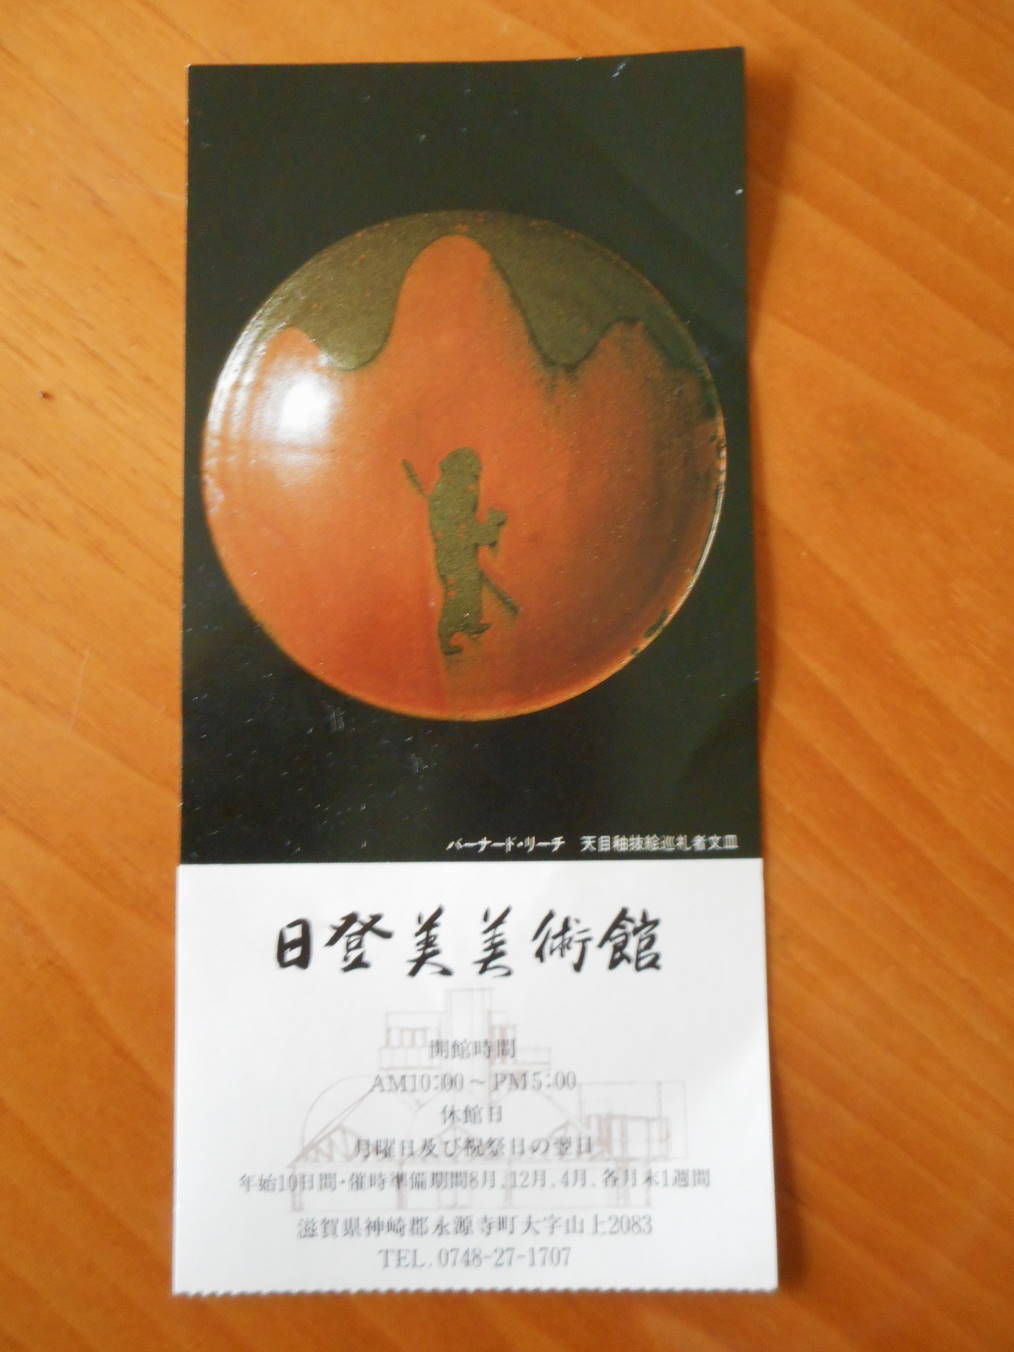 バーナード・リーチ　天目釉抜絵巡礼者文皿
日登美美術館
開館時間
AM10:00～PM5:00
休館日
月曜日及び祝祭日の翌日
年始10日間・催時準備期間8月、12月、4月、各月末1週間
滋賀県神崎郡永源寺町大字山上2083
TEL.0748-27-1707